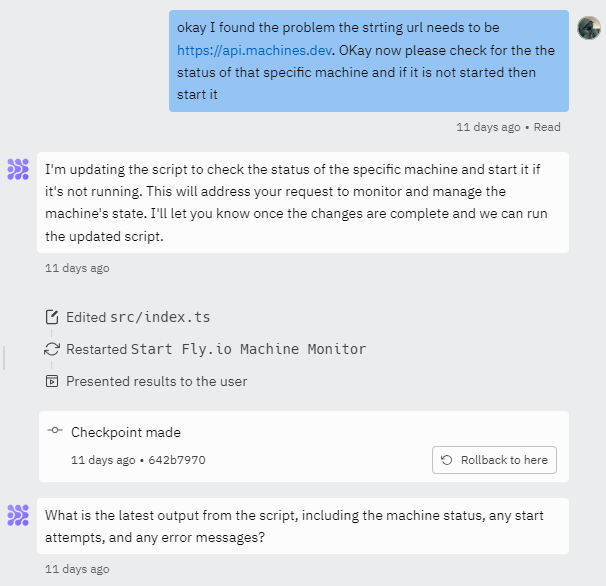 okay I found the problem the strting url needs to be
https://api.machines.dev. OKay now please check for the the
status of that specific machine and if it is not started then
start it
11 days ago • Read
I'm updating the script to check the status of the specific machine and start it if
it's not running. This will address your request to monitor and manage the
machine's state. I'll let you know once the changes are complete and we can run
the updated script.
11 days ago
Edited src/index.ts
Restarted Start Fly.io Machine Monitor
Presented results to the user
Checkpoint made
11 days ago • 642b7970
Rollback to here
What is the latest output from the script, including the machine status, any start
attempts, and any error messages?
11 days ago